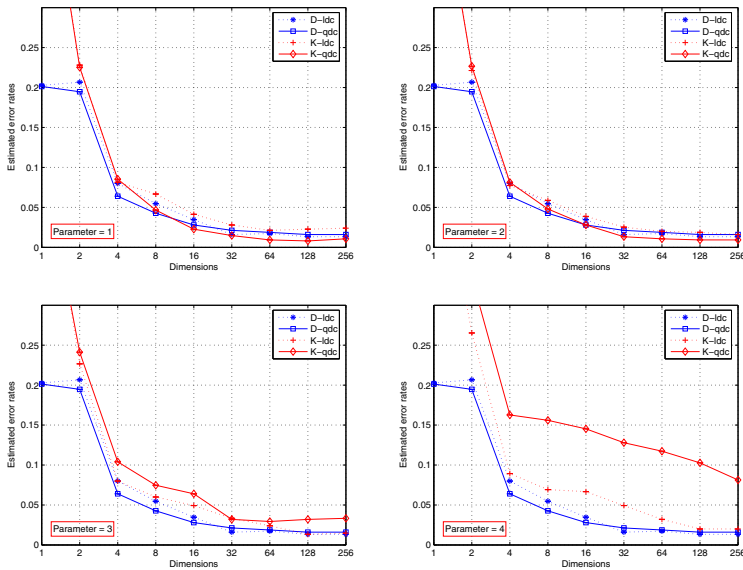 D-ldc
D-qdc
K-ldc
K-qdc
0.25
0.2
0.15
0.1
0.05
0
Estimated error rates
Parameter = 1
1 2 4 8 16 32 64 128 256
Dimensions
D-ldc
D-qdc
K-ldc
K-qdc
0.25
0.2
0.15
0.1
0.05
0
Estimated error rates
Parameter = 2
1 2 4 8 16 32 64 128 256
Dimensions
D-ldc
D-qdc
K-ldc
K-qdc
0.25
0.2
0.15
0.1
0.05
0
Estimated error rates
Parameter = 3
1 2 4 8 16 32 64 128 256
Dimensions
D-ldc
D-qdc
K-ldc
K-qdc
0.25
0.2
0.15
0.1
0.05
0
Estimated error rates
Parameter = 4
1 2 4 8 16 32 64 128 256
Dimensions